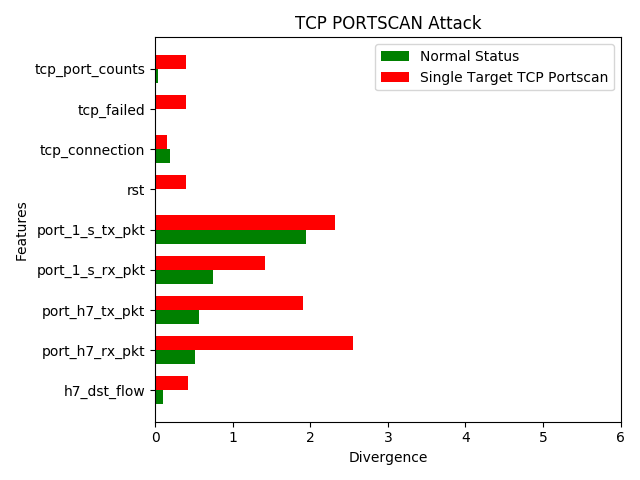 TCP PORTSCAN Attack
Normal Status
Single Target TCP Portscan
Features
tcp_port_counts
tcp_failed
tcp_connection
rst
port_1_s_tx_pkt
port_1_s_rx_pkt
port_h7_tx_pkt
port_h7_rx_pkt
h7_dst_flow
0 1 2 3 4 5 6
Divergence